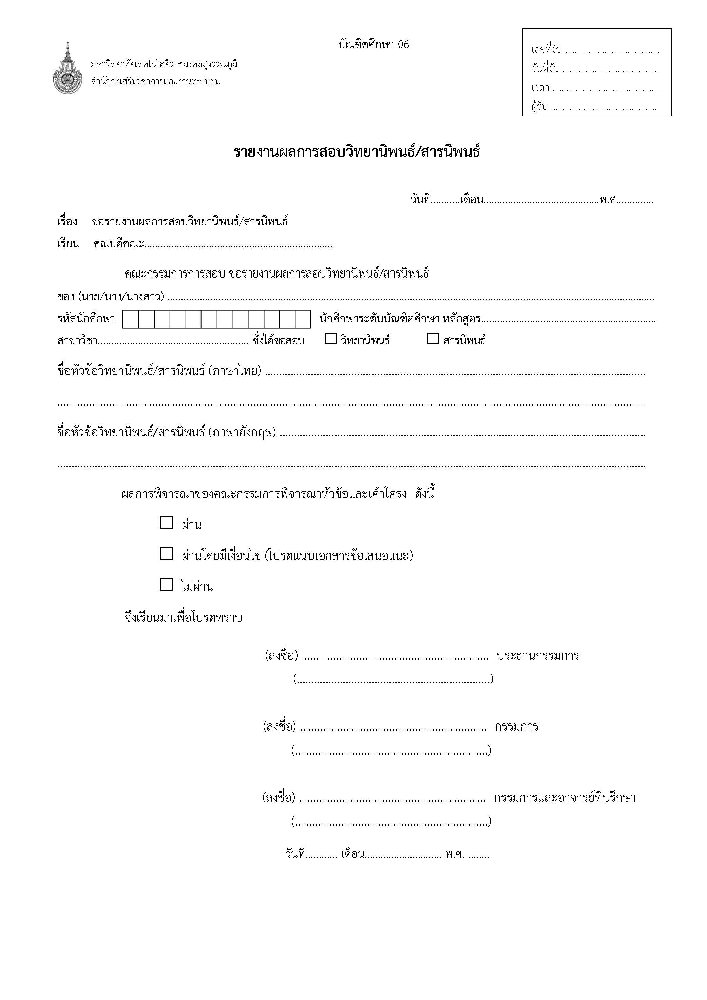 บัณฑิตศึกษา 06
มหาวิทยาลัยเทคโนโลยีราชมงคลสุวรรณภูมิ
สำนักส่งเสริมวิชาการและงานทะเบียน
เลขที่รับ .........................................
วันที่รับ ..........................................
เวลา ..............................................
ผู้รับ ..............................................
รายงานผลการสอบวิทยานิพนธ์/สารนิพนธ์
วันที่...........เดือน...........................................พ.ศ..............
เรื่อง ขอรายงานผลการสอบวิทยานิพนธ์/สารนิพนธ์
เรียน คณบดีคณะ......................................................................
คณะกรรมการการสอบ ขอรายงานผลการสอบวิทยานิพนธ์/สารนิพนธ์
ของ (นาย/นาง/นางสาว) ....................................................................................................
รหัสนักศึกษา นักศึกษาระดับบัณฑิตศึกษา หลักสูตร.................................................................
สาขาวิชา........................................................ ซึ่งได้ขอสอบ ☐ วิทยานิพนธ์ ☐ สารนิพนธ์
ชื่อหัวข้อวิทยานิพนธ์/สารนิพนธ์ (ภาษาไทย) ....................................................................................................
....................................................................................................
ชื่อหัวข้อวิทยานิพนธ์/สารนิพนธ์ (ภาษาอังกฤษ) ....................................................................................................
....................................................................................................
ผลการพิจารณาของคณะกรรมการพิจารณาหัวข้อและเค้าโครง ดังนี้
☐ ผ่าน
☐ ผ่านโดยมีเงื่อนไข (โปรดแนบเอกสารข้อเสนอแนะ)
☐ ไม่ผ่าน
จึงเรียนมาเพื่อโปรดทราบ
(ลงชื่อ) ................................................................. ประธานกรรมการ
(...................................................................)
(ลงชื่อ) ................................................................. กรรมการ
(...................................................................)
(ลงชื่อ) ................................................................. กรรมการและอาจารย์ที่ปรึกษา
(...................................................................)
วันที่............ เดือน............................. พ.ศ. ........